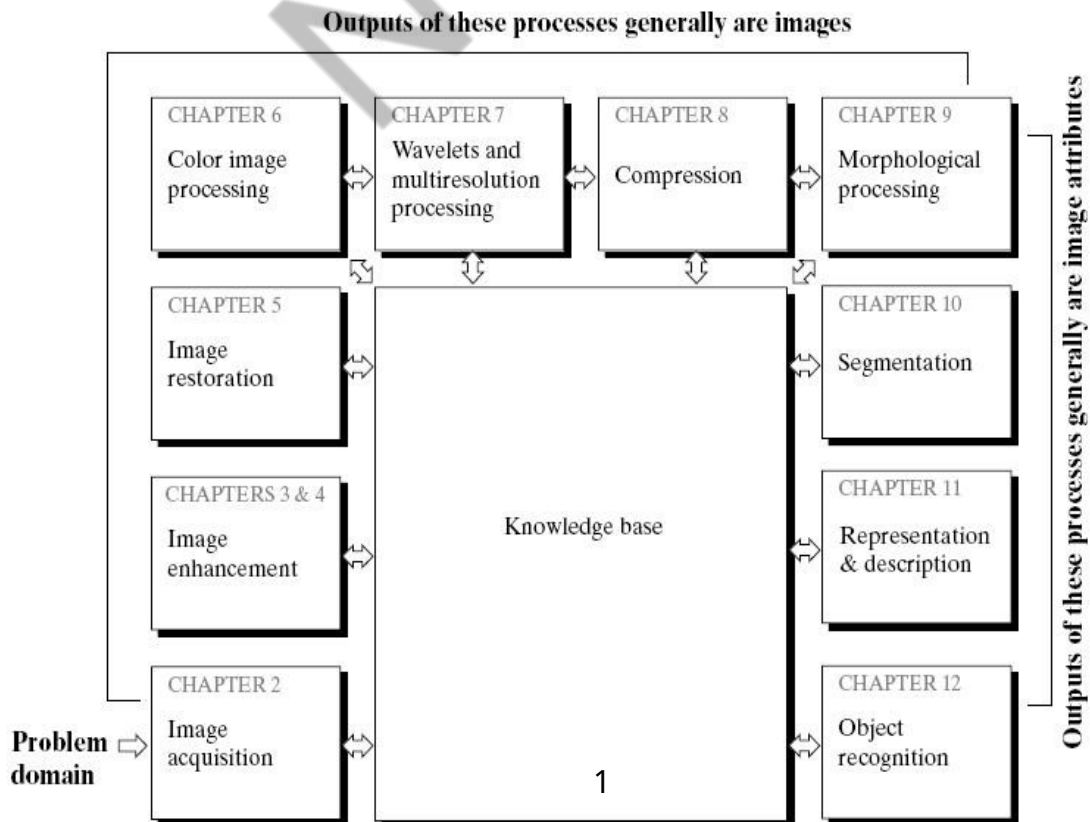 Outputs of these processes generally are images
CHAPTER 6
Color image
processing
CHAPTER 7
Wavelets and
multiresolution
processing
CHAPTER 8
Compression
CHAPTER 9
Morphological
processing
CHAPTER 5
Image
restoration
CHAPTER 10
Segmentation
CHAPTERS 3 & 4
Image
enhancement
Knowledge base
CHAPTER 11
Representation
& description
CHAPTER 2
Image
acquisition
CHAPTER 12
Object
recognition
Problem
domain
1
Outputs of these processes generally are image attributes